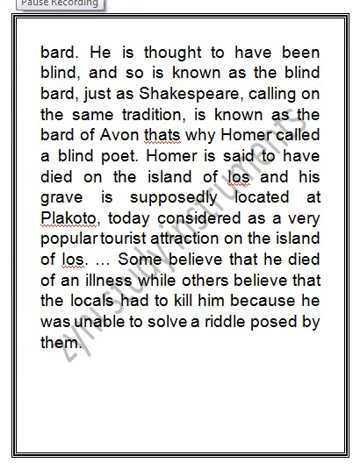 Pause Recording
bard. He is thought to have been
blind, and so is known as the blind
bard, just as Shakespeare, calling on
the same tradition, is known as the
bard of Avon thats why Homer called
a blind poet. Homer is said to have
died on the island of Ios and his
grave is supposedly located at
Plakoto, today considered as a very
popular tourist attraction on the island
of Ios. … Some believe that he died
of an illness while others believe that
the locals had to kill him because he
was unable to solve a riddle posed by
them.
study instruments